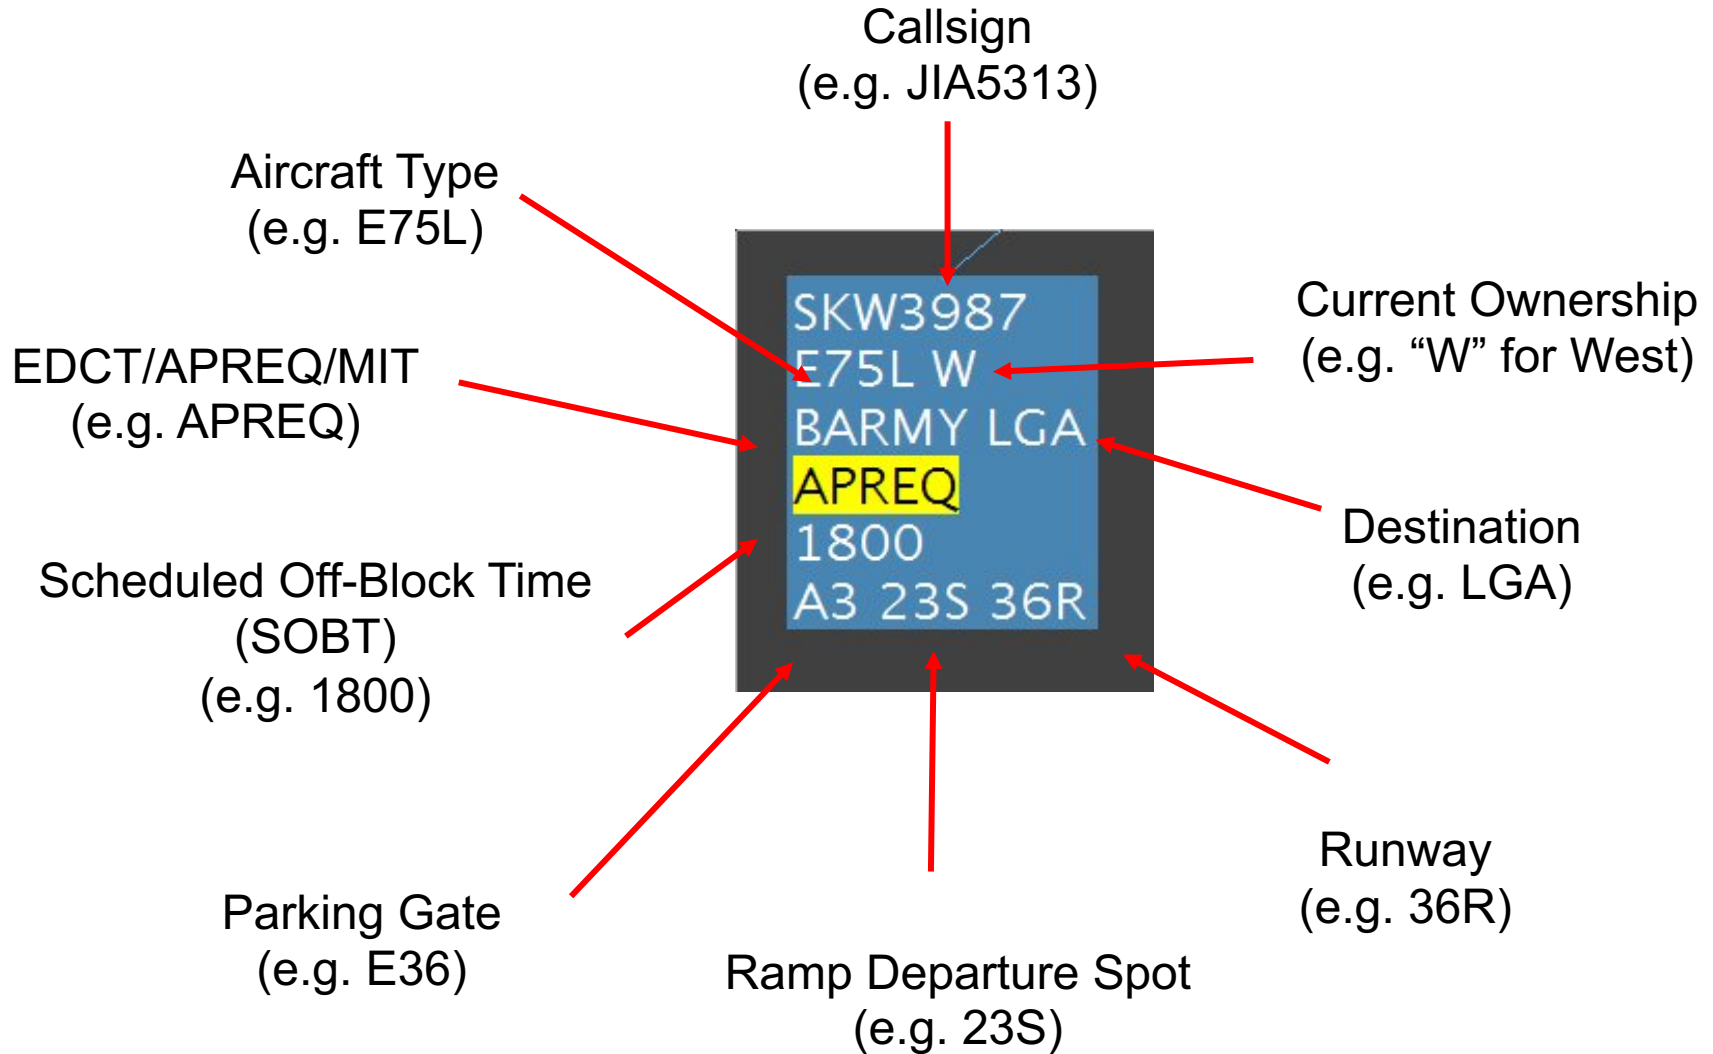 Callsign
(e.g. JIA5313)
Aircraft Type
(e.g. E75L)
EDCT/APREQ/MIT
(e.g. APREQ)
Scheduled Off-Block Time
(SOBT)
(e.g. 1800)
Parking Gate
(e.g. E36)
SKW3987
E75L W
BARMY LGA
APREQ
1800
A3 23S 36R
Current Ownership
(e.g. “W” for West)
Destination
(e.g. LGA)
Runway
(e.g. 36R)
Ramp Departure Spot
(e.g. 23S)